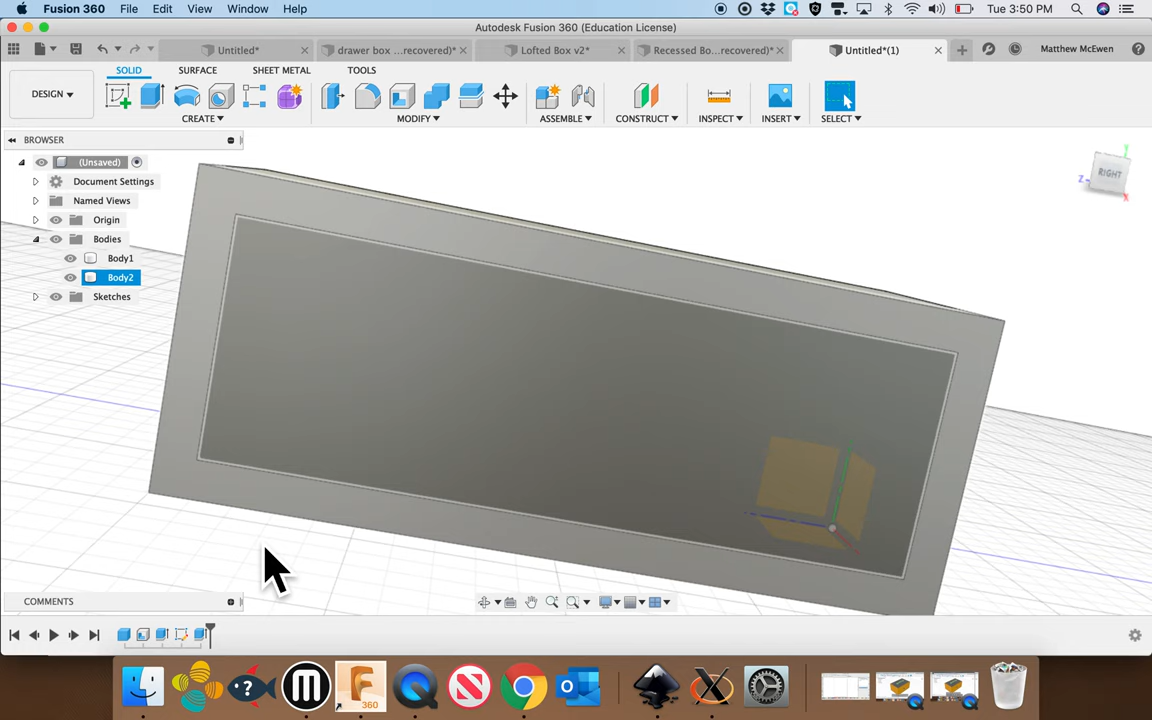 Fusion 360 File Edit View Window Help Tue 3:50 PM
Autodesk Fusion 360 (Education License)
Untitled* drawer box ...recovered)* Lofted Box v2* Recessed Bo...recovered)* Untitled*(1) Matthew McEwen
SOLID SURFACE SHEET METAL TOOLS
DESIGN
CREATE MODIFY ASSEMBLE CONSTRUCT INSPECT INSERT SELECT
BROWSER
(Unsaved)
Document Settings
Named Views
Origin
Bodies
Body1
Body2
Sketches
RIGHT
Y
Z
X
COMMENTS
360